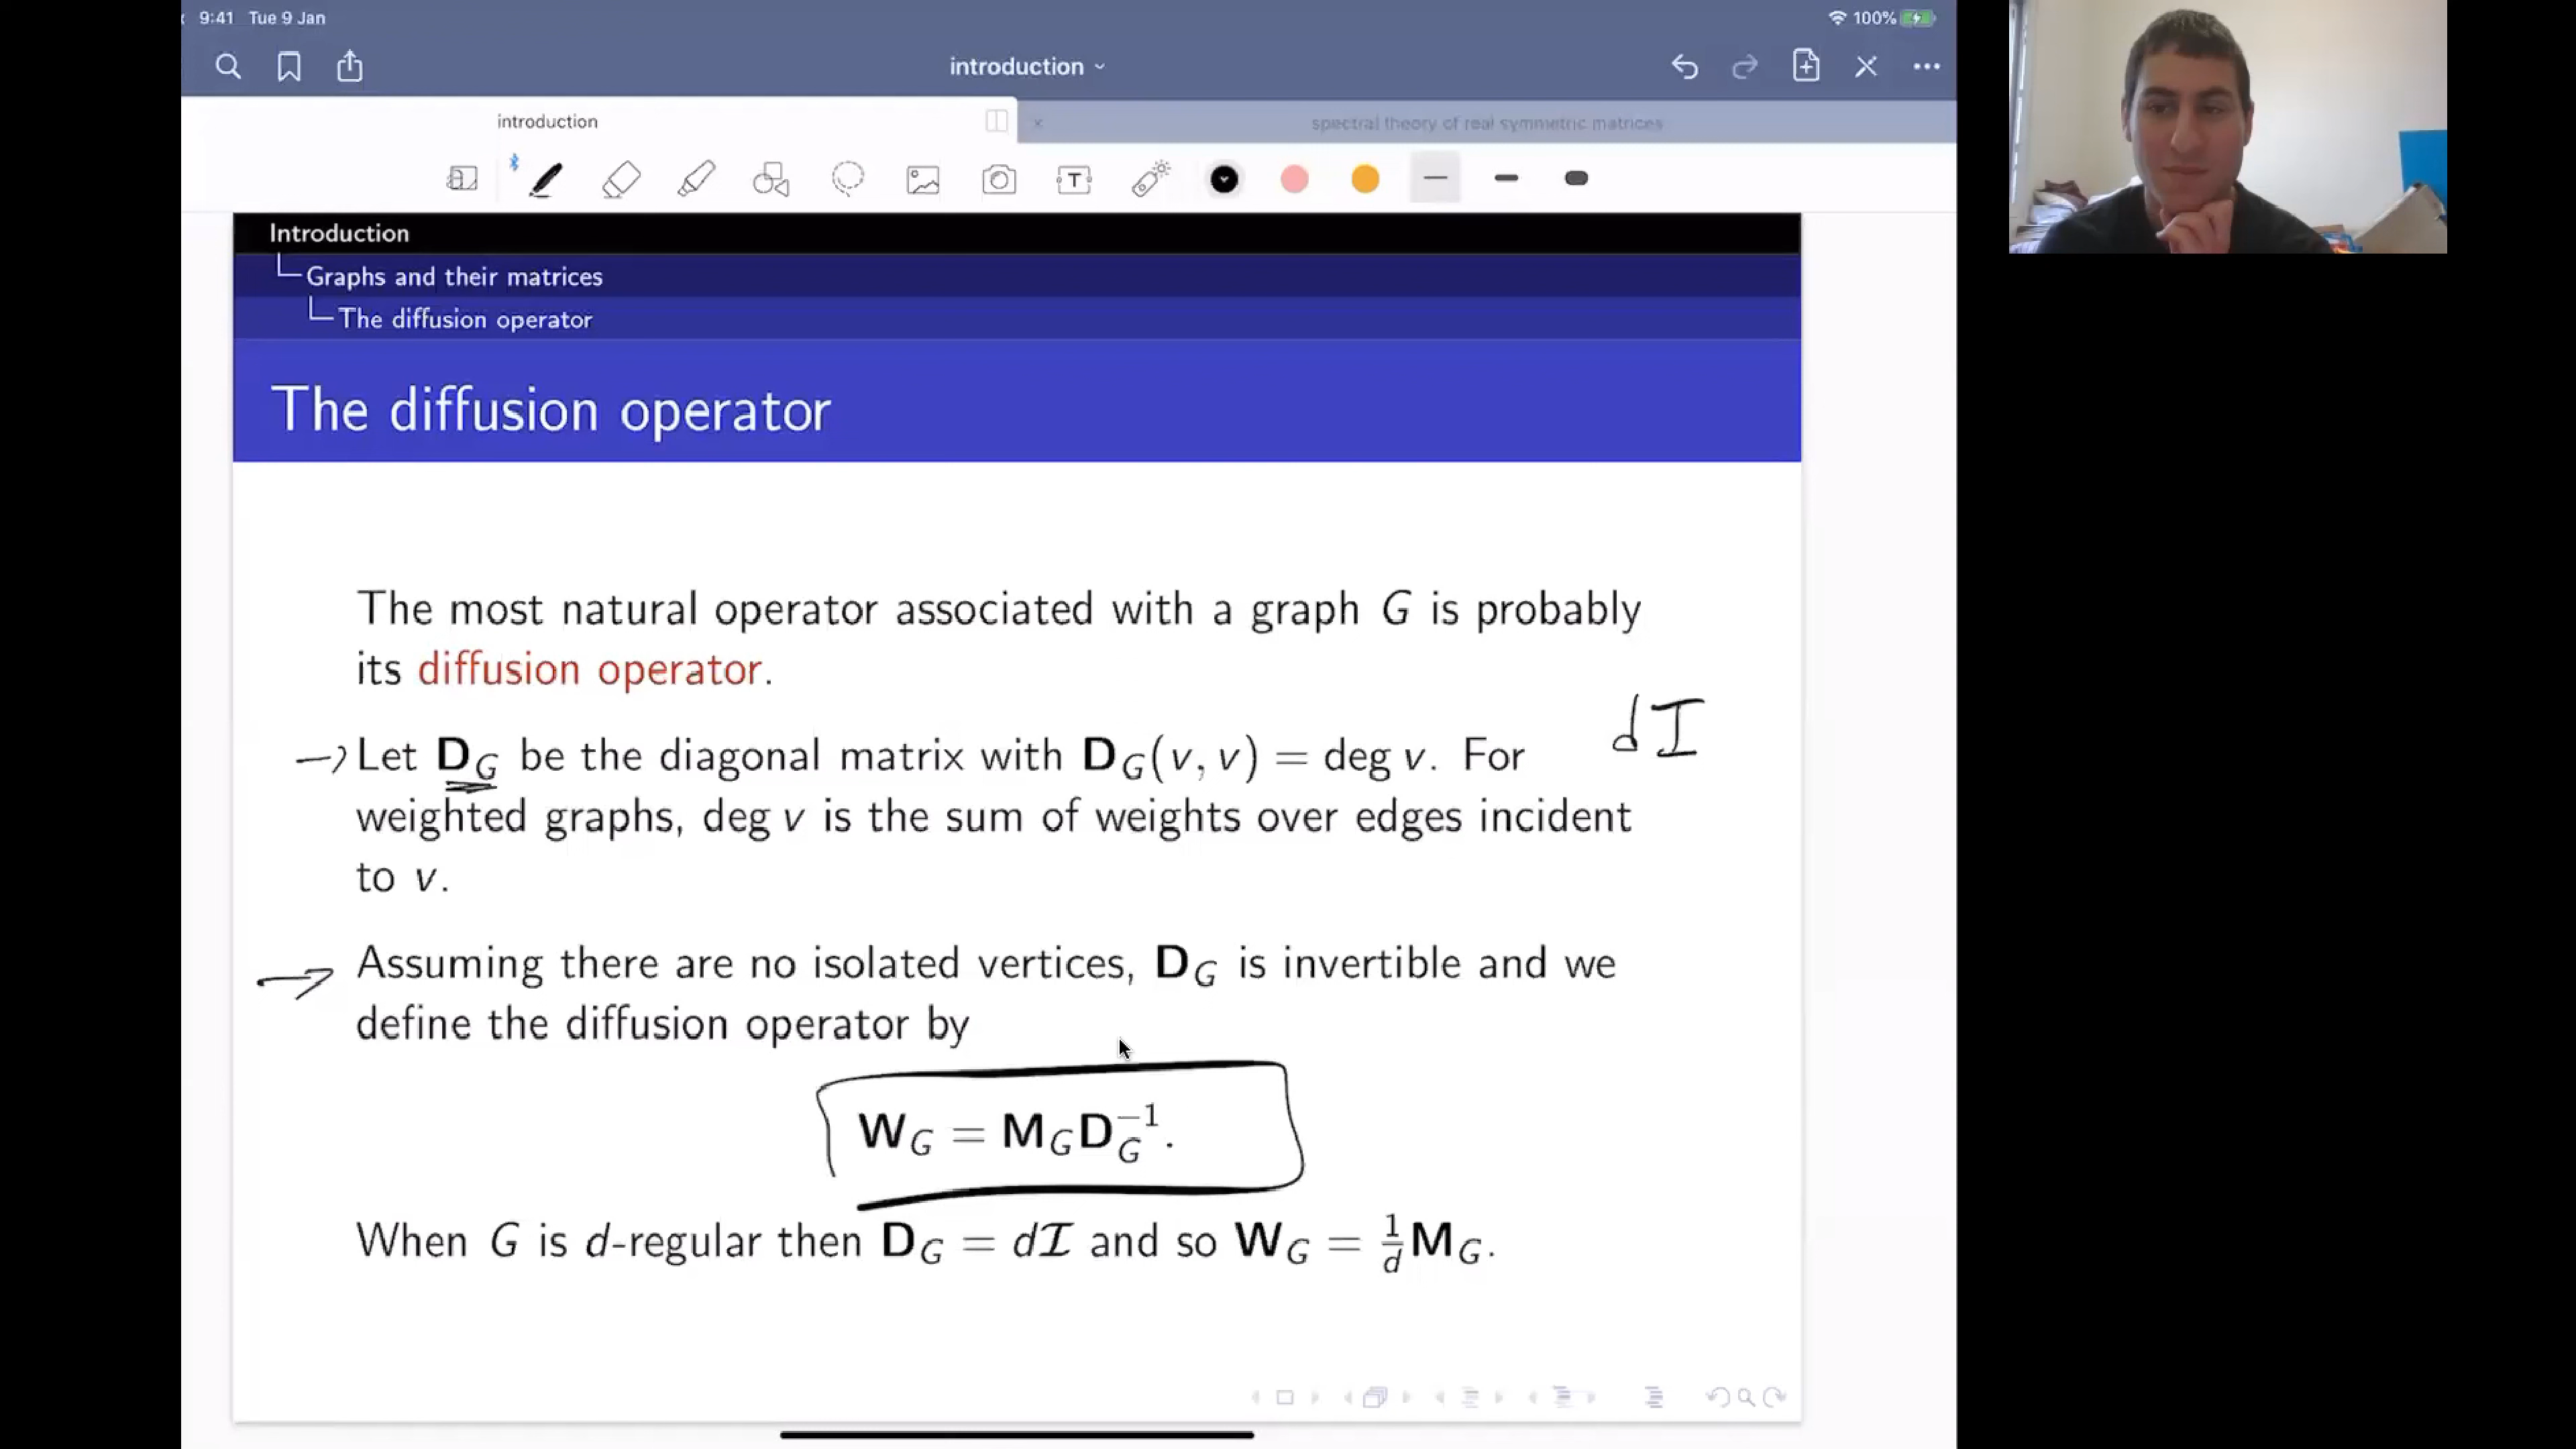 9:41 Tue 9 Jan
100%
introduction
introduction
spectral theory of real symmetric matrices
T
Introduction
Graphs and their matrices
The diffusion operator
The diffusion operator
The most natural operator associated with a graph G is probably
its diffusion operator.
dI
Let D_G be the diagonal matrix with D_G(v, v) = deg v. For
weighted graphs, deg v is the sum of weights over edges incident
to v.
Assuming there are no isolated vertices, D_G is invertible and we
define the diffusion operator by
W_G = M_G D_G^{-1}.
When G is d-regular then D_G = dI and so W_G = 1/d M_G.